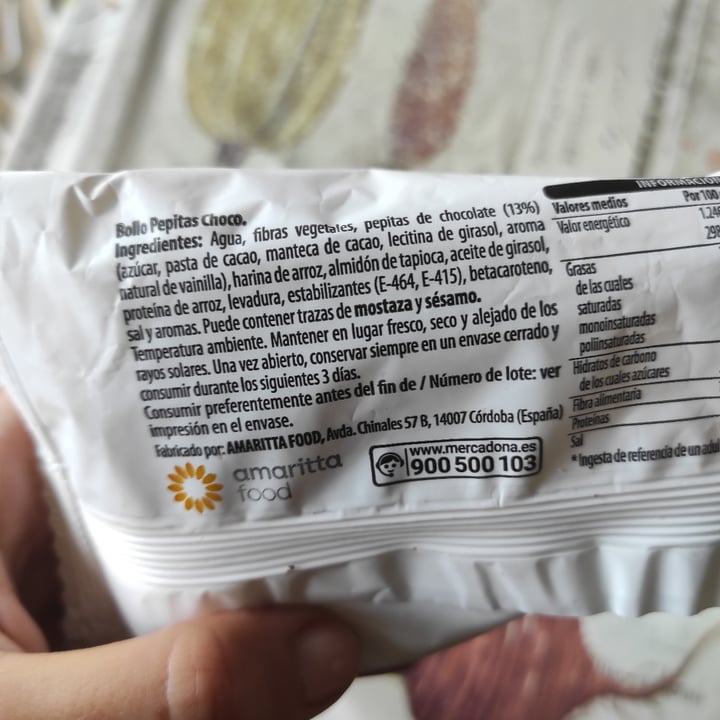 Bollo Pepitas Choco.
Ingredientes: Agua, fibras vegetales, pepitas de chocolate (13%)
(azúcar, pasta de cacao, manteca de cacao, lecitina de girasol, aroma
natural de vainilla), harina de arroz, almidón de tapioca, aceite de girasol,
proteína de arroz, levadura, estabilizantes (E-464, E-415), betacaroteno,
sal y aromas. Puede contener trazas de mostaza y sésamo.
Temperatura ambiente. Mantener en lugar fresco, seco y alejado de los
rayos solares. Una vez abierto, conservar siempre en un envase cerrado y
consumir durante los siguientes 3 días.
Consumir preferentemente antes del fin de / Número de lote: ver
impresión en el envase.
Fabricado por: AMARITTA FOOD, Avda. Chinales 57 B, 14007 Córdoba (España)
amaritta
food
www.mercadona.es
900 500 103
Valores medios Por 100
Valor energético
Grasas
de las cuales
saturadas
monoinsaturadas
poliinsaturadas
Hidratos de carbono
de los cuales azúcares
Fibra alimentaria
Proteínas
Sal
* Ingesta de referencia de un